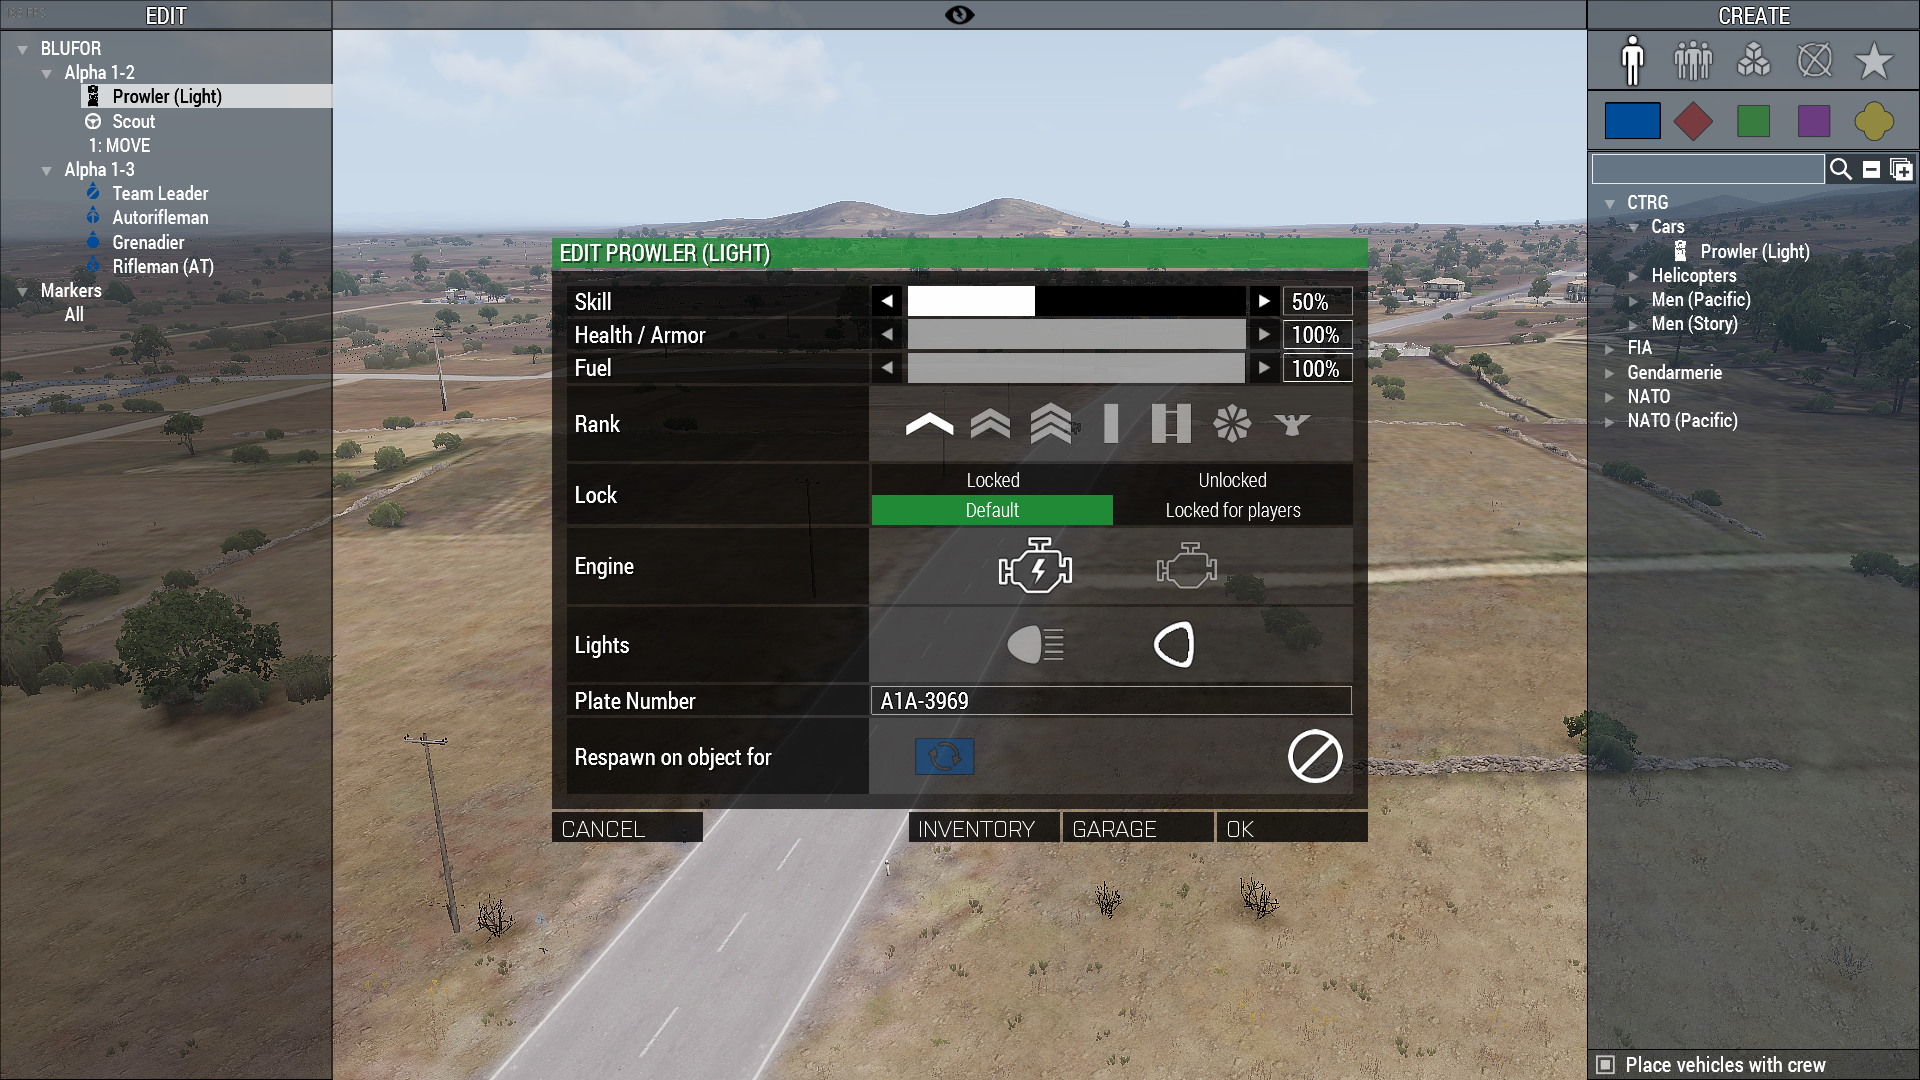 EDIT
BLUFOR
Alpha 1-2
Prowler (Light)
Scout
1: MOVE
Alpha 1-3
Team Leader
Autorifleman
Grenadier
Rifleman (AT)
Markers
All
EDIT PROWLER (LIGHT)
Skill
50%
Health / Armor
100%
Fuel
100%
Rank
Lock
Locked
Unlocked
Default
Locked for players
Engine
Lights
Plate Number
A1A-3969
Respawn on object for
CANCEL
INVENTORY
GARAGE
OK
CREATE
CTRG
Cars
Prowler (Light)
Helicopters
Men (Pacific)
Men (Story)
FIA
Gendarmerie
NATO
NATO (Pacific)
Place vehicles with crew